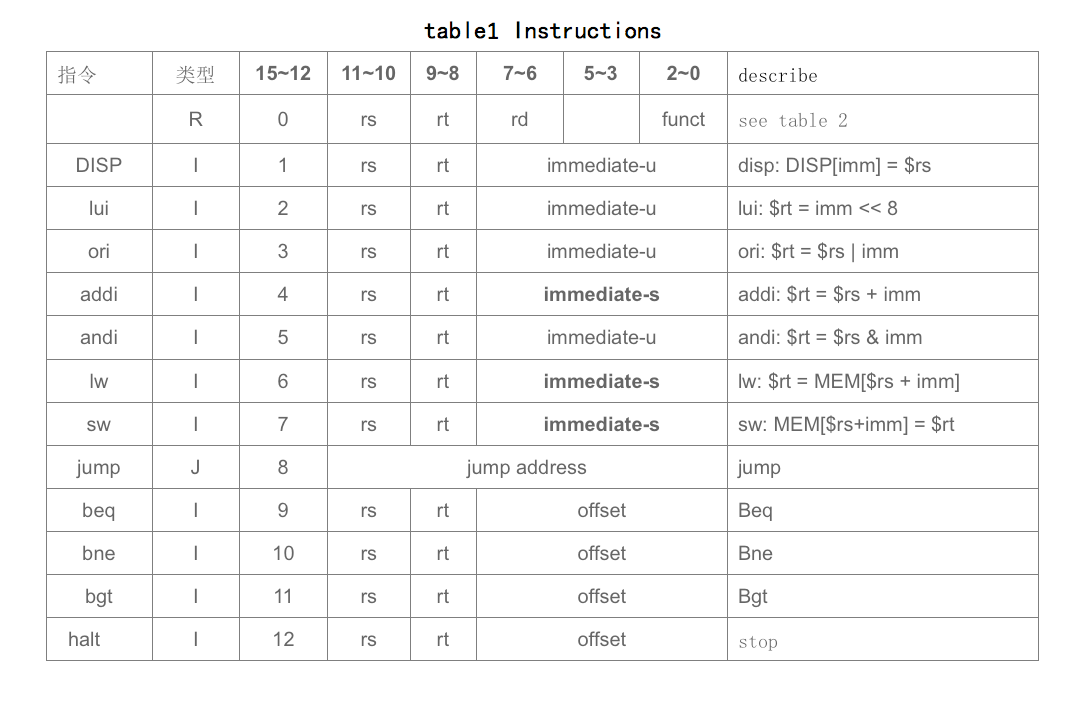 table1 Instructions
指令 类型 15~12 11~10 9~8 7~6 5~3 2~0 describe
R 0 rs rt rd funct see table 2
DISP I 1 rs rt immediate-u disp: DISP[imm] = $rs
lui I 2 rs rt immediate-u lui: $rt = imm << 8
ori I 3 rs rt immediate-u ori: $rt = $rs | imm
addi I 4 rs rt immediate-s addi: $rt = $rs + imm
andi I 5 rs rt immediate-u andi: $rt = $rs & imm
lw I 6 rs rt immediate-s lw: $rt = MEM[$rs + imm]
sw I 7 rs rt immediate-s sw: MEM[$rs+imm] = $rt
jump J 8 jump address jump
beq I 9 rs rt offset Beq
bne I 10 rs rt offset Bne
bgt I 11 rs rt offset Bgt
halt I 12 rs rt offset stop